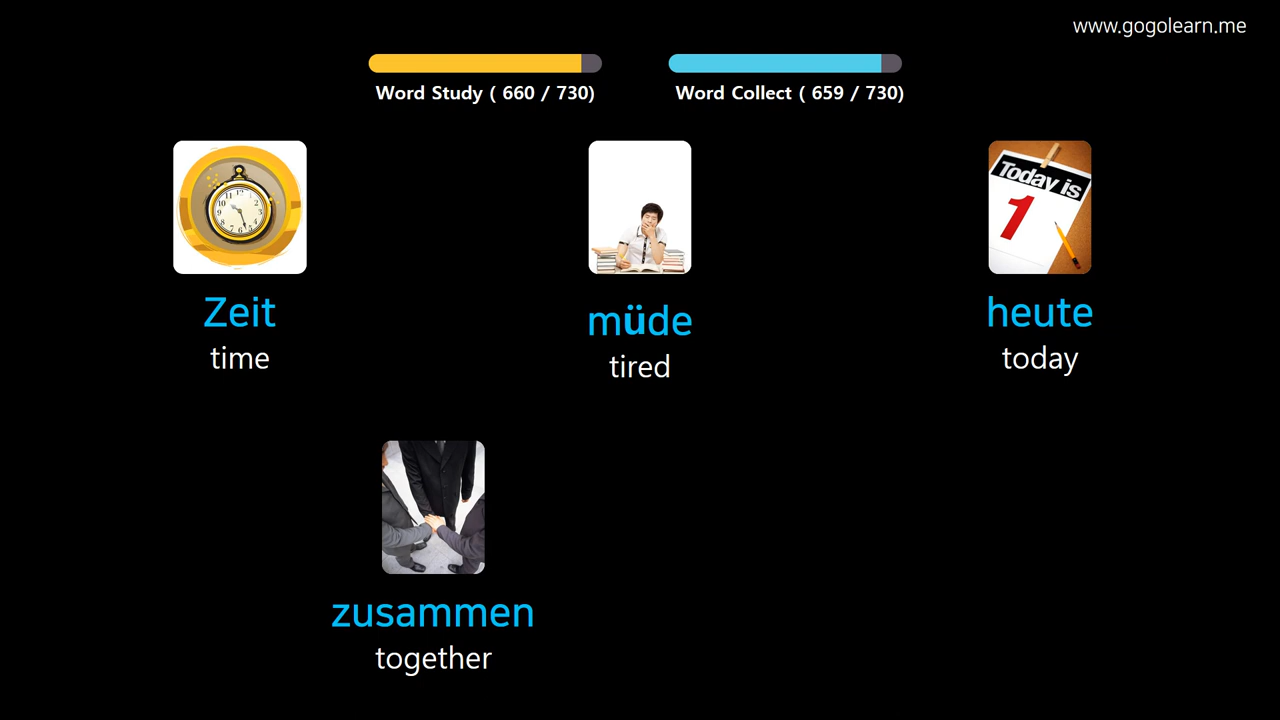 www.gogolearn.me
Word Study ( 660 / 730)
Word Collect ( 659 / 730)
Today is
1
Zeit
time
müde
tired
heute
today
zusammen
together